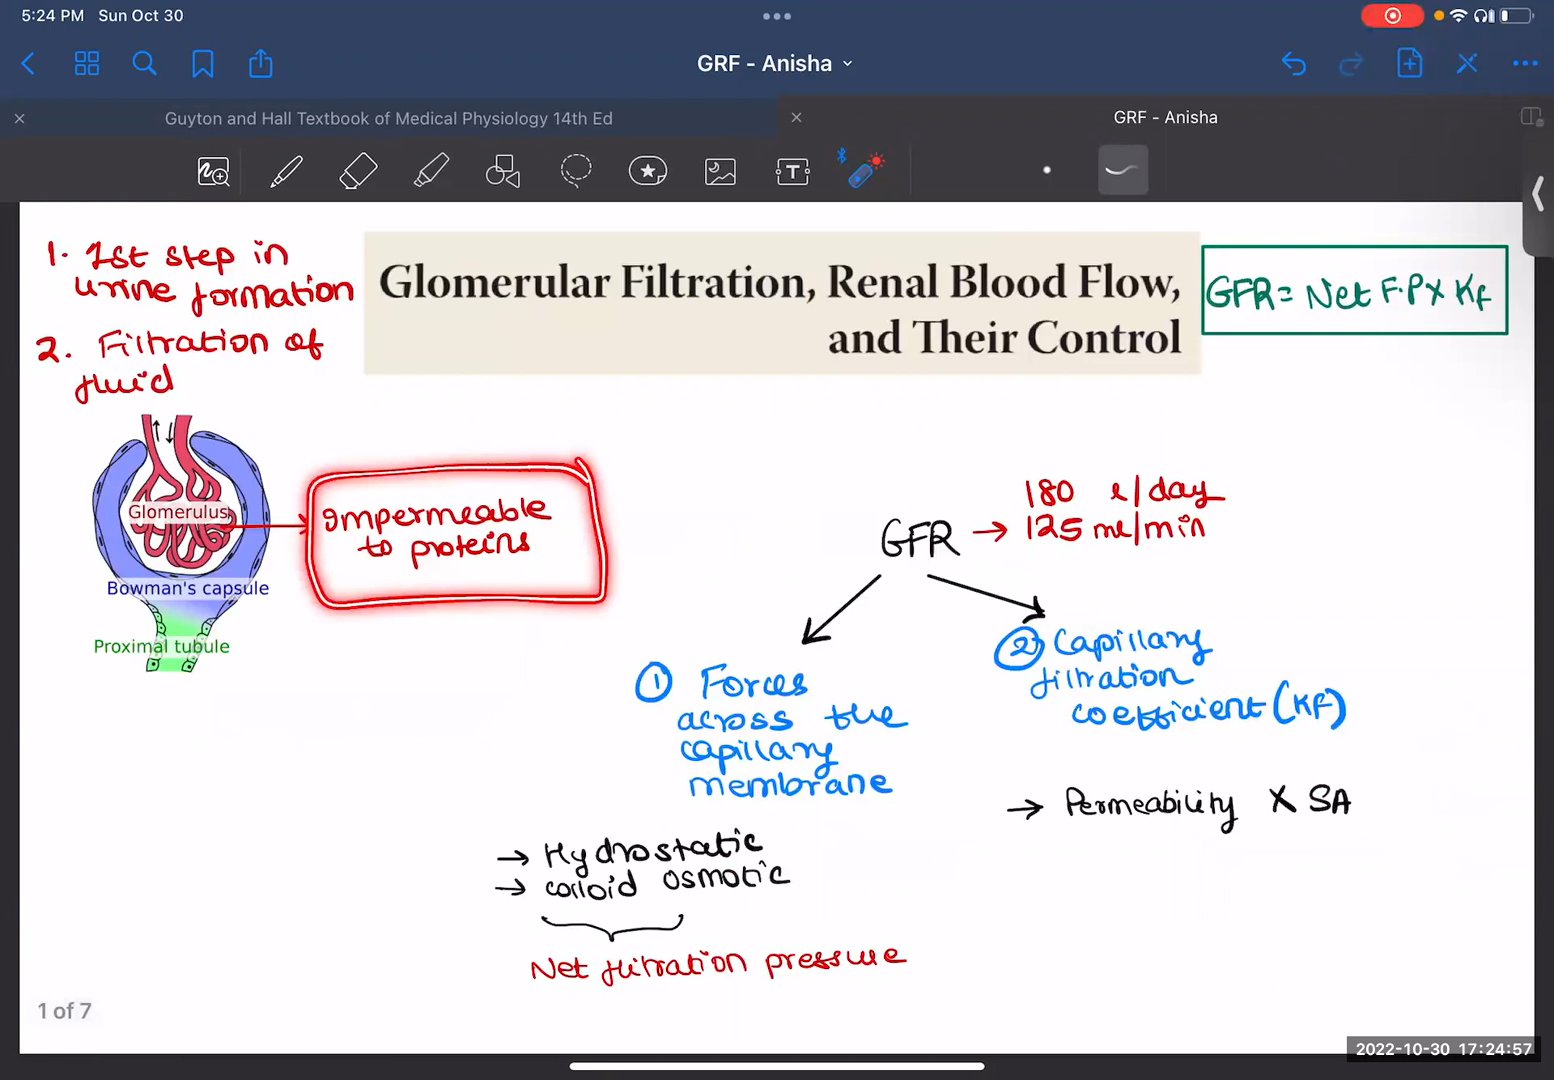 5:24 PM Sun Oct 30
GRF - Anisha
Guyton and Hall Textbook of Medical Physiology 14th Ed
GRF - Anisha
1. 1st step in
urine formation
2. Filtration of
fluid
Glomerular Filtration, Renal Blood Flow,
and Their Control
GFR = Net F.P X Kf
Glomerulus
Bowman's capsule
Proximal tubule
Impermeable
to proteins
GFR → 180 l/day
125 ml/min
① Forces
across the
capillary
membrane
② Capillary
filtration
coefficient (KF)
→ Permeability X SA
→ Hydrostatic
→ colloid osmotic
Net filtration pressure
1 of 7
2022-10-30 17:24:57